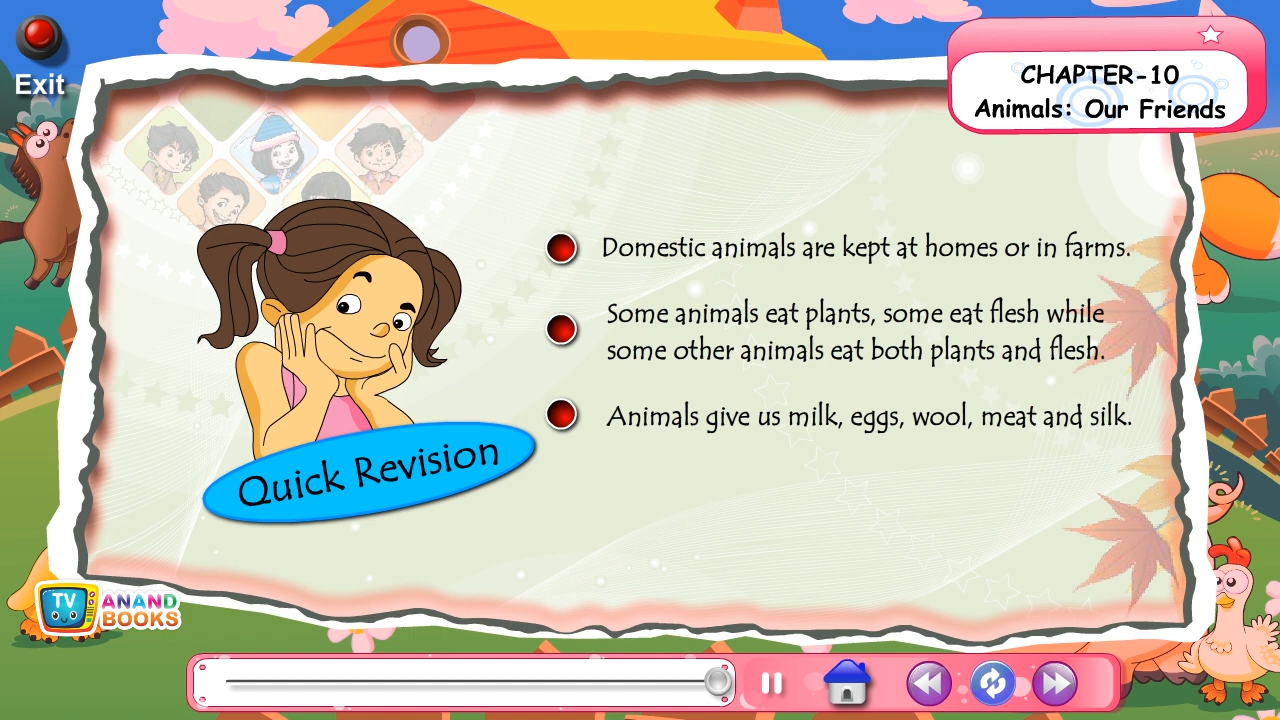 Exit
CHAPTER-10
Animals: Our Friends
Domestic animals are kept at homes or in farms.
Some animals eat plants, some eat flesh while
some other animals eat both plants and flesh.
Animals give us milk, eggs, wool, meat and silk.
Quick Revision
TV
ANAND
BOOKS